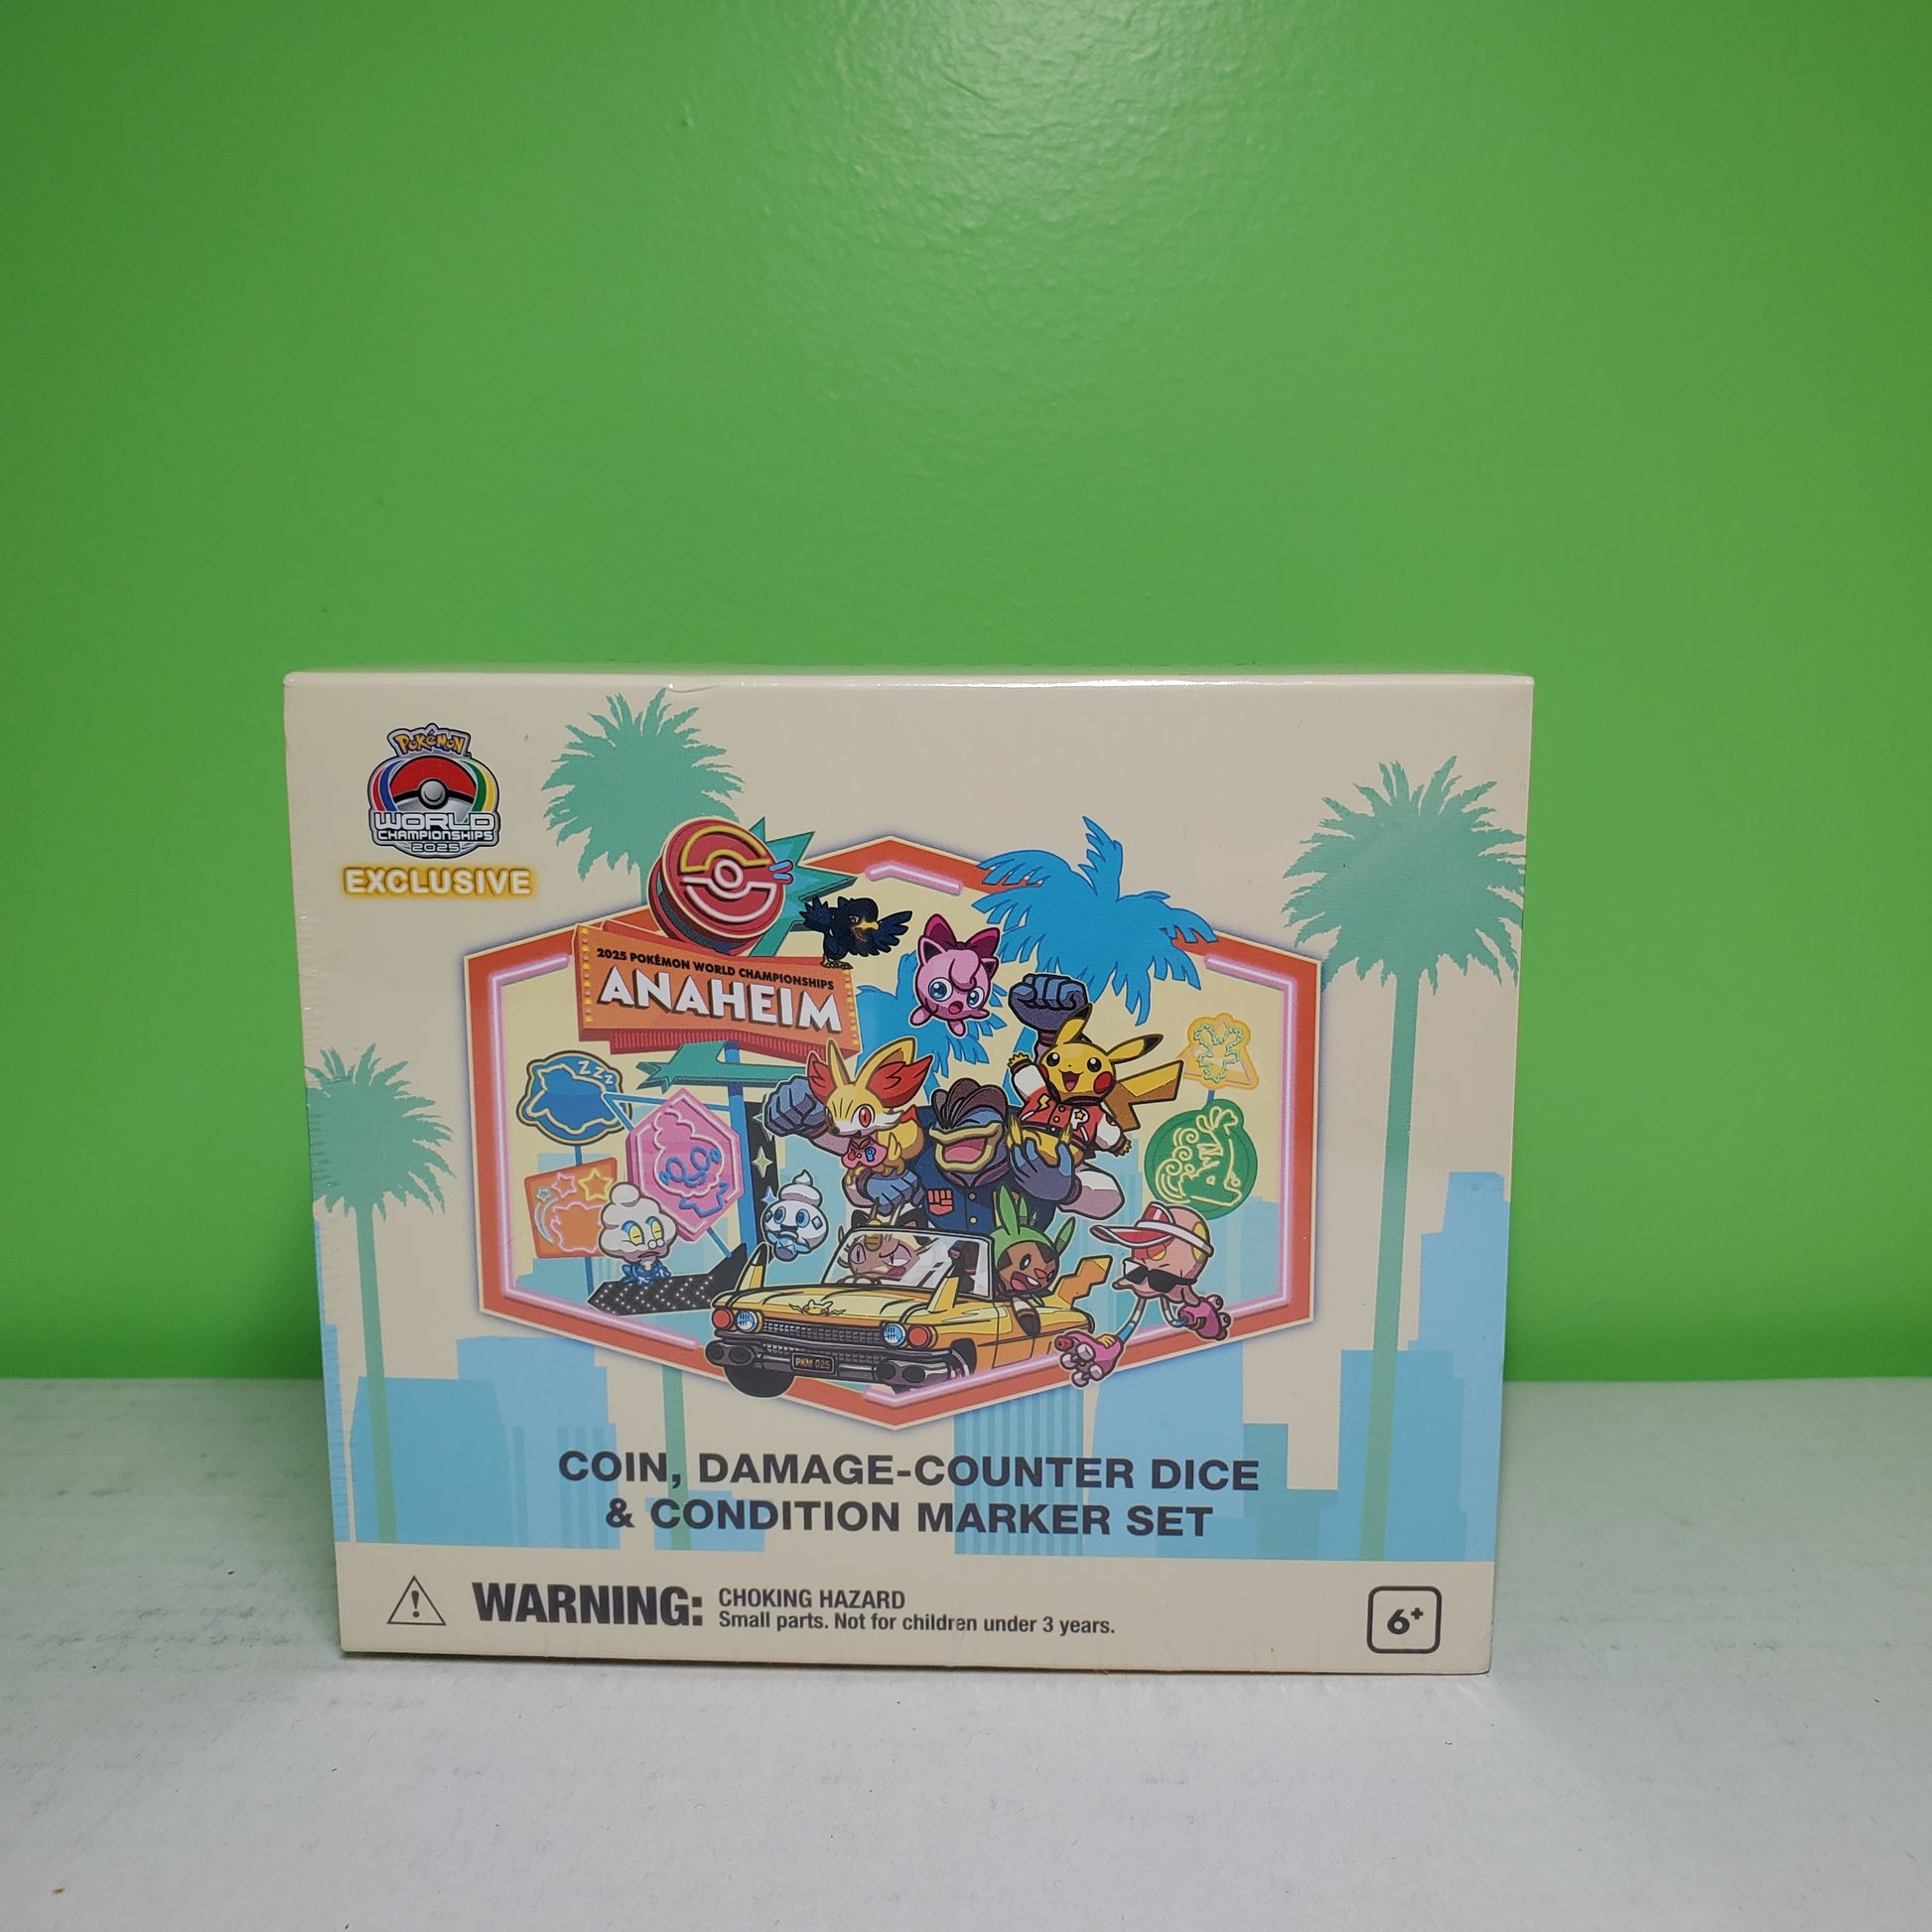 POKéMON
WORLD
CHAMPIONSHIPS
2025
EXCLUSIVE
2025 POKÉMON WORLD CHAMPIONSHIPS
ANAHEIM
ZZZ
PKM 025
COIN, DAMAGE-COUNTER DICE
& CONDITION MARKER SET
WARNING: CHOKING HAZARD
Small parts. Not for children under 3 years.
6+